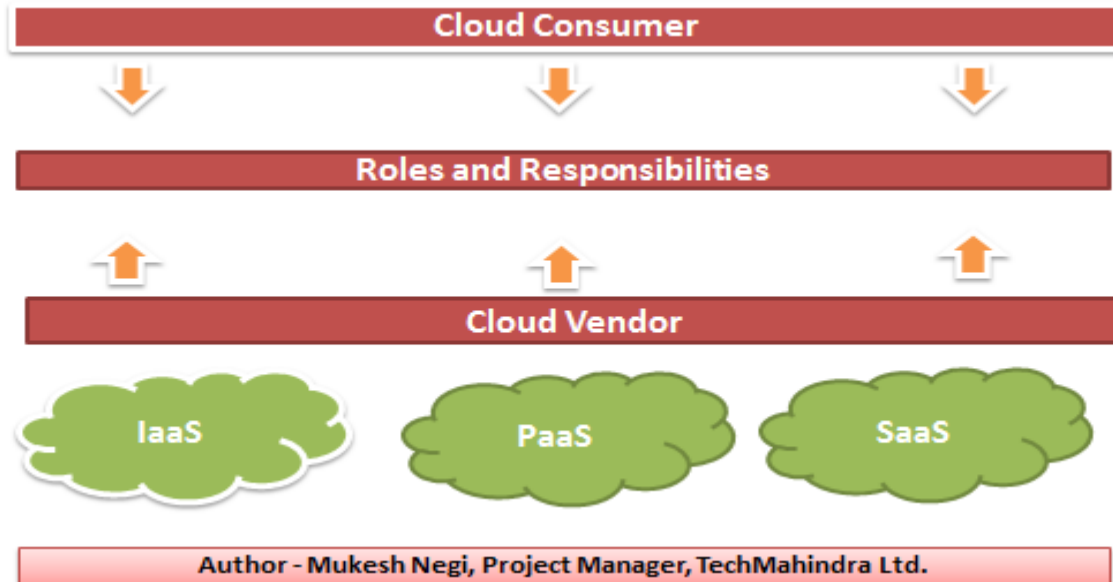 Cloud Consumer
Roles and Responsibilities
Cloud Vendor
IaaS
PaaS
SaaS
Author - Mukesh Negi, Project Manager, TechMahindra Ltd.